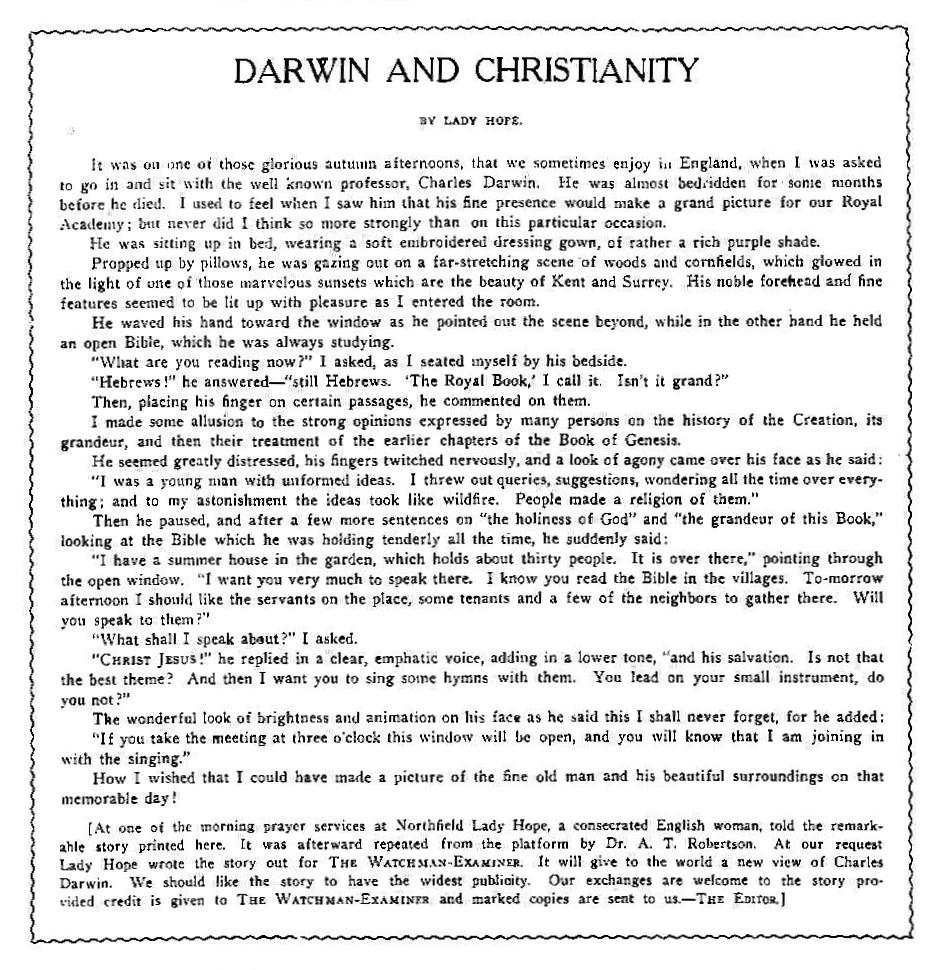 DARWIN AND CHRISTIANITY
BY LADY HOPE.
It was on one of those glorious autumn afternoons, that we sometimes enjoy in England, when I was asked
to go in and sit with the well known professor, Charles Darwin. He was almost bedridden for some months
before he died. I used to feel when I saw him that his fine presence would make a grand picture for our Royal
Academy; but never did I think so more strongly than on this particular occasion.
He was sitting up in bed, wearing a soft embroidered dressing gown, of rather a rich purple shade.
Propped up by pillows, he was gazing out on a far-stretching scene of woods and cornfields, which glowed in
the light of one of those marvelous sunsets which are the beauty of Kent and Surrey. His noble forehead and fine
features seemed to be lit up with pleasure as I entered the room.
He waved his hand toward the window as he pointed out the scene beyond, while in the other hand he held
an open Bible, which he was always studying.
"What are you reading now?" I asked, as I seated myself by his bedside.
"Hebrews!" he answered—"still Hebrews. 'The Royal Book,' I call it. Isn't it grand?"
Then, placing his finger on certain passages, he commented on them.
I made some allusion to the strong opinions expressed by many persons on the history of the Creation, its
grandeur, and then their treatment of the earlier chapters of the Book of Genesis.
He seemed greatly distressed, his fingers twitched nervously, and a look of agony came over his face as he said:
"I was a young man with unformed ideas. I threw out queries, suggestions, wondering all the time over every-
thing; and to my astonishment the ideas took like wildfire. People made a religion of them."
Then he paused, and after a few more sentences on "the holiness of God" and "the grandeur of this Book,"
looking at the Bible which he was holding tenderly all the time, he suddenly said:
"I have a summer house in the garden, which holds about thirty people. It is over there," pointing through
the open window. "I want you very much to speak there. I know you read the Bible in the villages. To-morrow
afternoon I should like the servants on the place, some tenants and a few of the neighbors to gather there. Will
you speak to them?"
"What shall I speak about?" I asked.
"CHRIST JESUS!" he replied in a clear, emphatic voice, adding in a lower tone, "and his salvation. Is not that
the best theme? And then I want you to sing some hymns with them. You lead on your small instrument, do
you not?"
The wonderful look of brightness and animation on his face as he said this I shall never forget, for he added:
"If you take the meeting at three o'clock this window will be open, and you will know that I am joining in
with the singing."
How I wished that I could have made a picture of the fine old man and his beautiful surroundings on that
memorable day!
[At one of the morning prayer services at Northfield Lady Hope, a consecrated English woman, told the remark-
able story printed here. It was afterward repeated from the platform by Dr. A. T. Robertson. At our request
Lady Hope wrote the story out for THE WATCHMAN-EXAMINER. It will give to the world a new view of Charles
Darwin. We should like the story to have the widest publicity. Our exchanges are welcome to the story pro-
vided credit is given to THE WATCHMAN-EXAMINER and marked copies are sent to us.—THE EDITOR.]